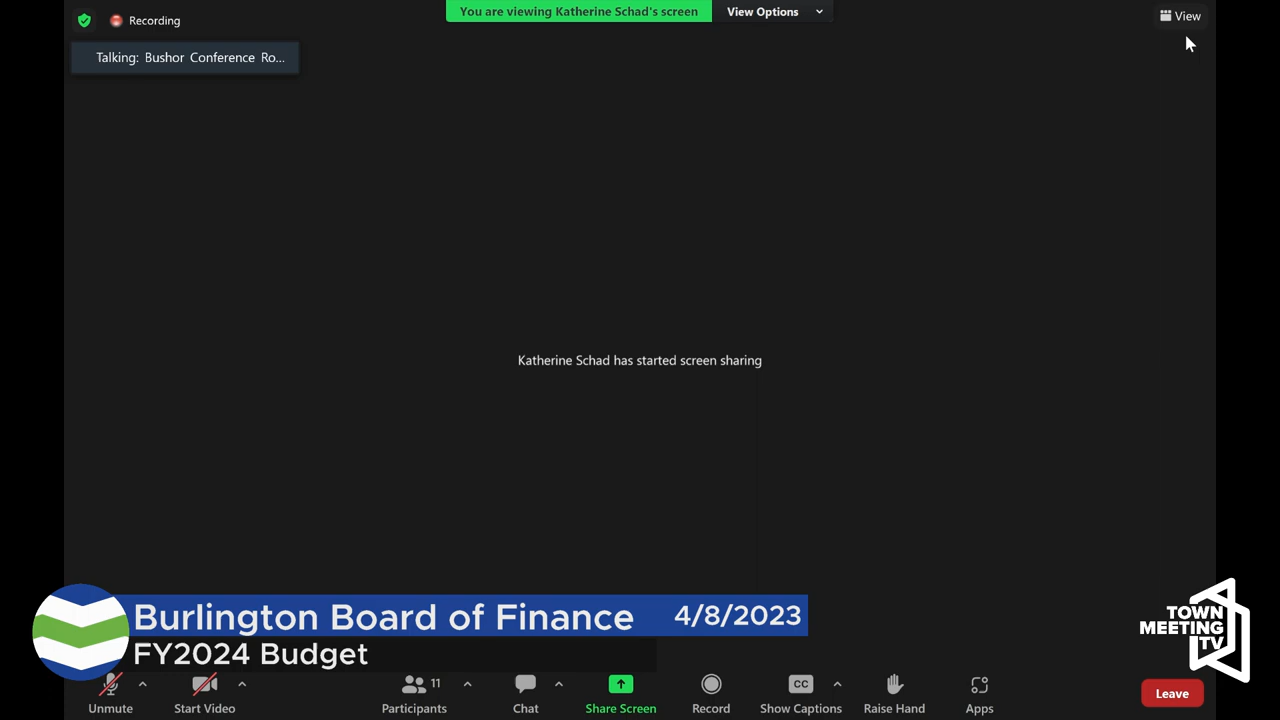 You are viewing Katherine Schad's screen
View Options
Recording
View
Talking: Bushor Conference Ro...
Katherine Schad has started screen sharing
Burlington Board of Finance
4/8/2023
FY2024 Budget
TOWN
MEETING
TV
11
CC
Unmute
Start Video
Participants
Chat
Share Screen
Record
Show Captions
Raise Hand
Apps
Leave